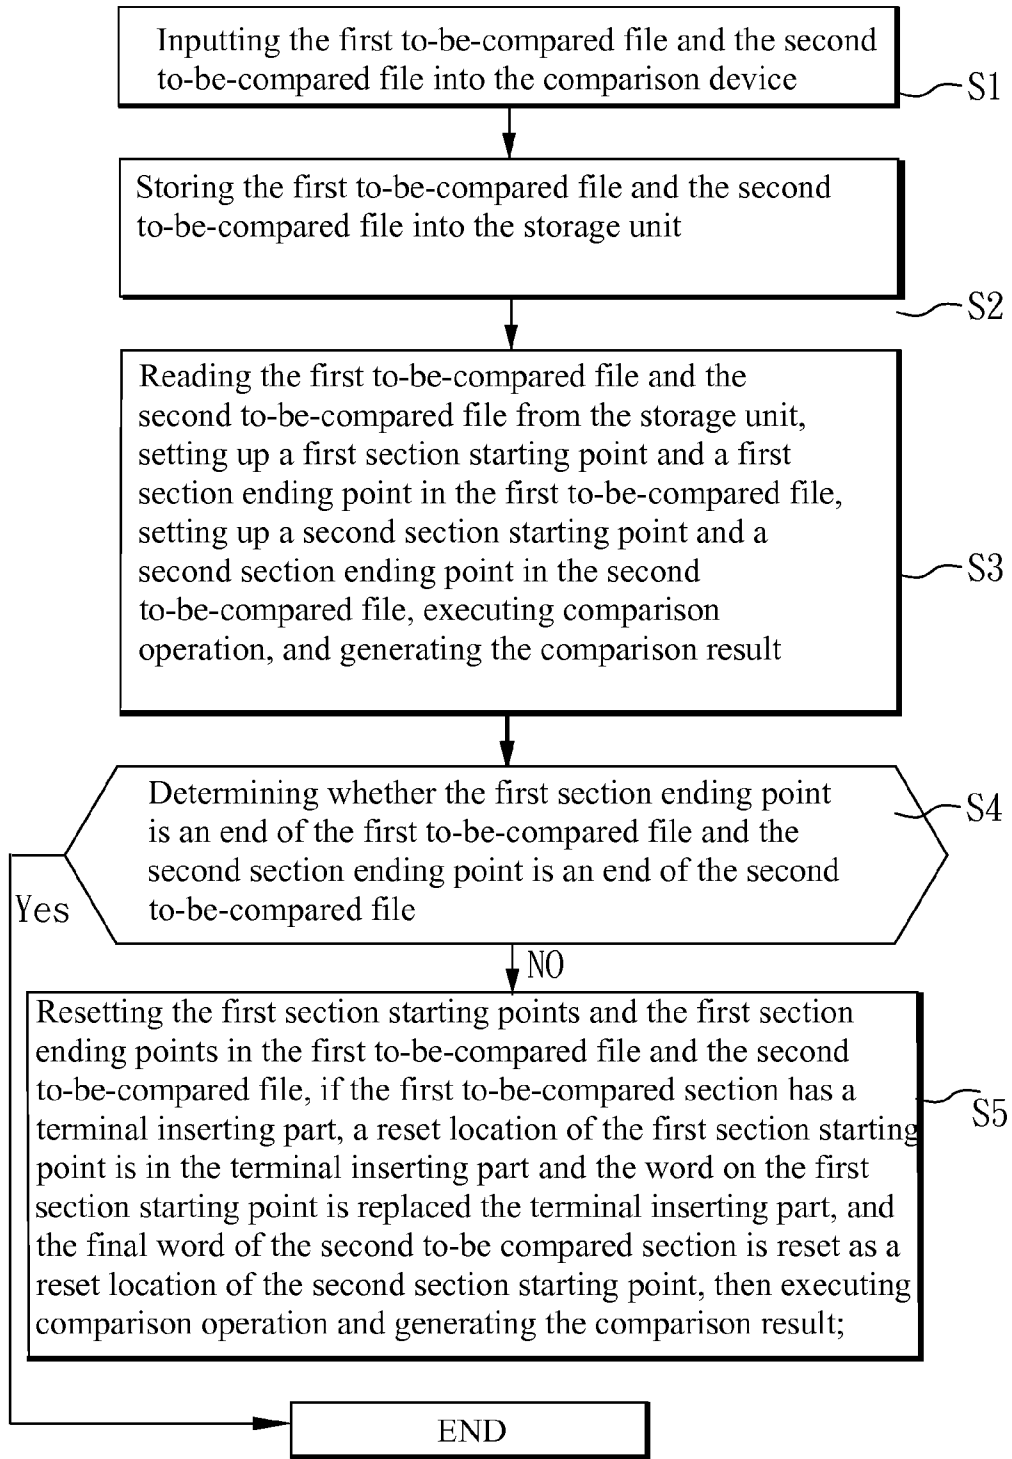 Inputting the first to-be-compared file and the second
to-be-compared file into the comparison device
S1
Storing the first to-be-compared file and the second
to-be-compared file into the storage unit
S2
Reading the first to-be-compared file and the
second to-be-compared file from the storage unit,
setting up a first section starting point and a first
section ending point in the first to-be-compared file,
setting up a second section starting point and a
second section ending point in the second
to-be-compared file, executing comparison
operation, and generating the comparison result
S3
Determining whether the first section ending point
is an end of the first to-be-compared file and the
second section ending point is an end of the second
to-be-compared file
S4
Yes
NO
Resetting the first section starting points and the first section
ending points in the first to-be-compared file and the second
to-be-compared file, if the first to-be-compared section has a
terminal inserting part, a reset location of the first section starting
point is in the terminal inserting part and the word on the first
section starting point is replaced the terminal inserting part, and
the final word of the second to-be compared section is reset as a
reset location of the second section starting point, then executing
comparison operation and generating the comparison result;
S5
END